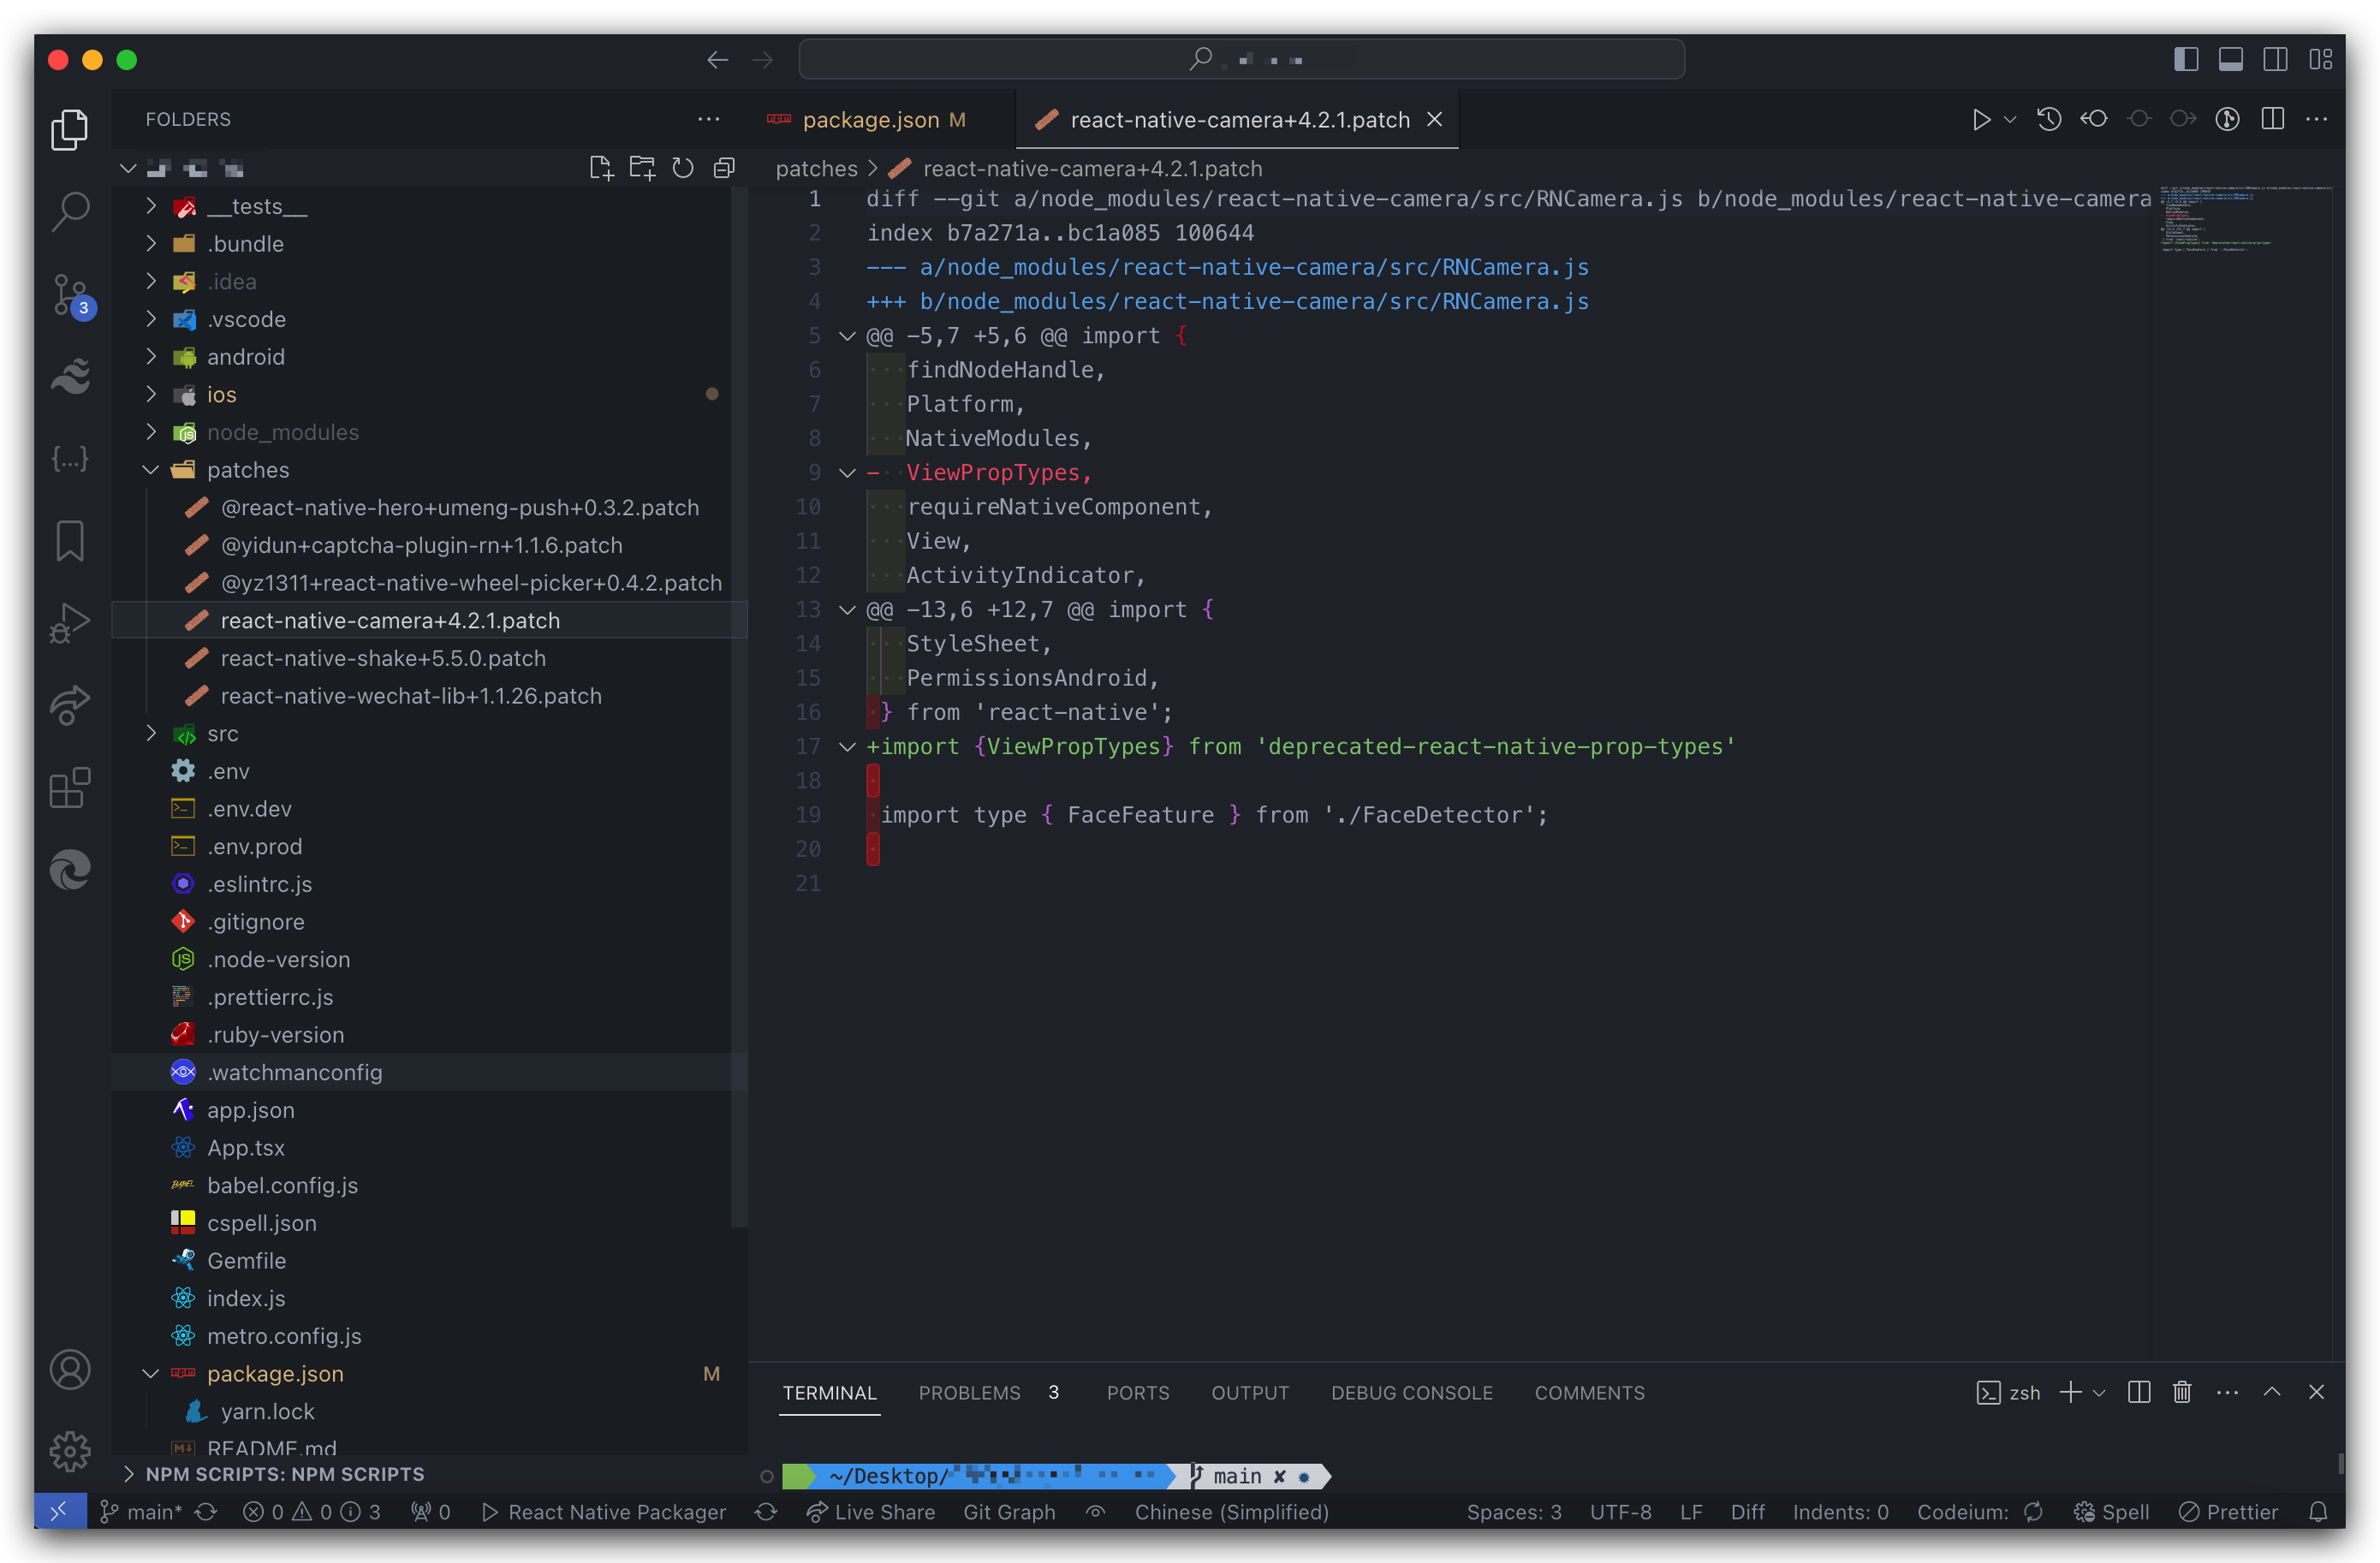 FOLDERS
__tests__
.bundle
.idea
.vscode
android
ios
node_modules
patches
@react-native-hero+umeng-push+0.3.2.patch
@yidun+captcha-plugin-rn+1.1.6.patch
@yz1311+react-native-wheel-picker+0.4.2.patch
react-native-camera+4.2.1.patch
react-native-shake+5.5.0.patch
react-native-wechat-lib+1.1.26.patch
src
.env
.env.dev
.env.prod
.eslintrc.js
.gitignore
.node-version
.prettierrc.js
.ruby-version
.watchmanconfig
app.json
App.tsx
babel.config.js
cspell.json
Gemfile
index.js
metro.config.js
package.json M
yarn.lock
README.md
NPM SCRIPTS: NPM SCRIPTS
3
package.json M
react-native-camera+4.2.1.patch
patches > react-native-camera+4.2.1.patch
1 diff --git a/node_modules/react-native-camera/src/RNCamera.js b/node_modules/react-native-camera
2 index b7a271a..bc1a085 100644
3 --- a/node_modules/react-native-camera/src/RNCamera.js
4 +++ b/node_modules/react-native-camera/src/RNCamera.js
5 @@ -5,7 +5,6 @@ import {
6 findNodeHandle,
7 Platform,
8 NativeModules,
9 - ViewPropTypes,
10 requireNativeComponent,
11 View,
12 ActivityIndicator,
13 @@ -13,6 +12,7 @@ import {
14 StyleSheet,
15 PermissionsAndroid,
16 } from 'react-native';
17 +import {ViewPropTypes} from 'deprecated-react-native-prop-types'
18
19 import type { FaceFeature } from './FaceDetector';
20
21
TERMINAL PROBLEMS 3 PORTS OUTPUT DEBUG CONSOLE COMMENTS zsh
~/Desktop/ main ✘
main* 0 0 3 0 React Native Packager Live Share Git Graph Chinese (Simplified) Spaces: 3 UTF-8 LF Diff Indents: 0 Codeium: Spell Prettier